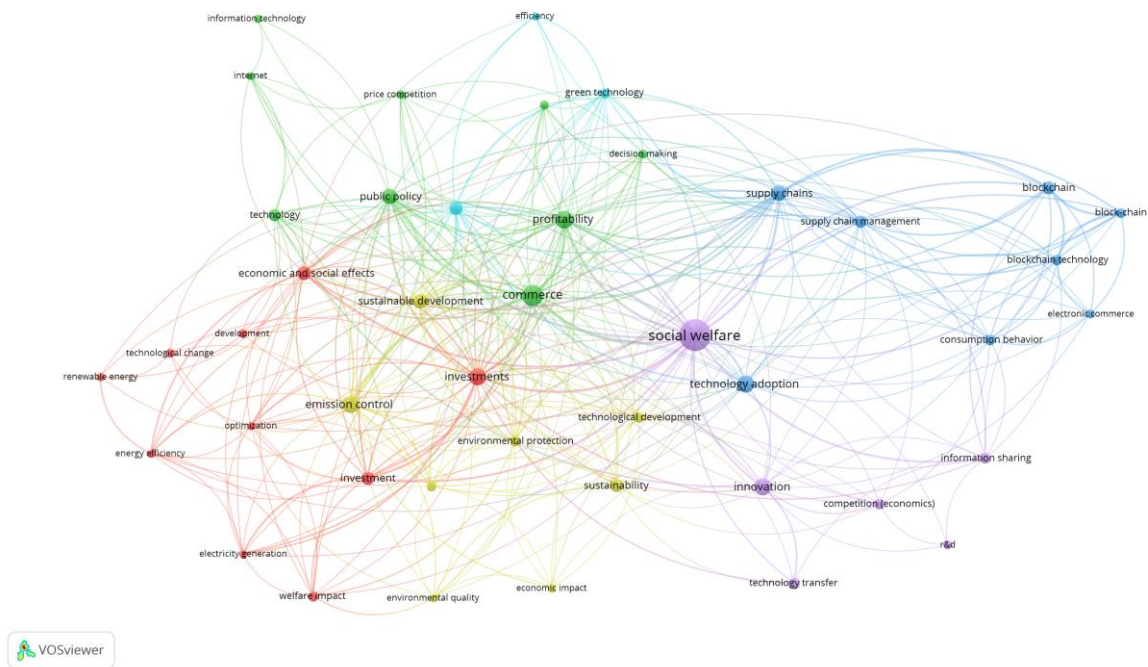 information technology
efficiency
internet
price competition
green technology
decision making
public policy
supply chains
blockchain
technology
profitability
supply chain management
block-chain
economic and social effects
blockchain technology
sustainable development
commerce
electronic commerce
development
social welfare
consumption behavior
technological change
renewable energy
investments
technology adoption
emission control
technological development
optimization
environmental protection
energy efficiency
information sharing
investment
sustainability
innovation
competition (economics)
r&d
electricity generation
technology transfer
economic impact
welfare impact
environmental quality
VOSviewer